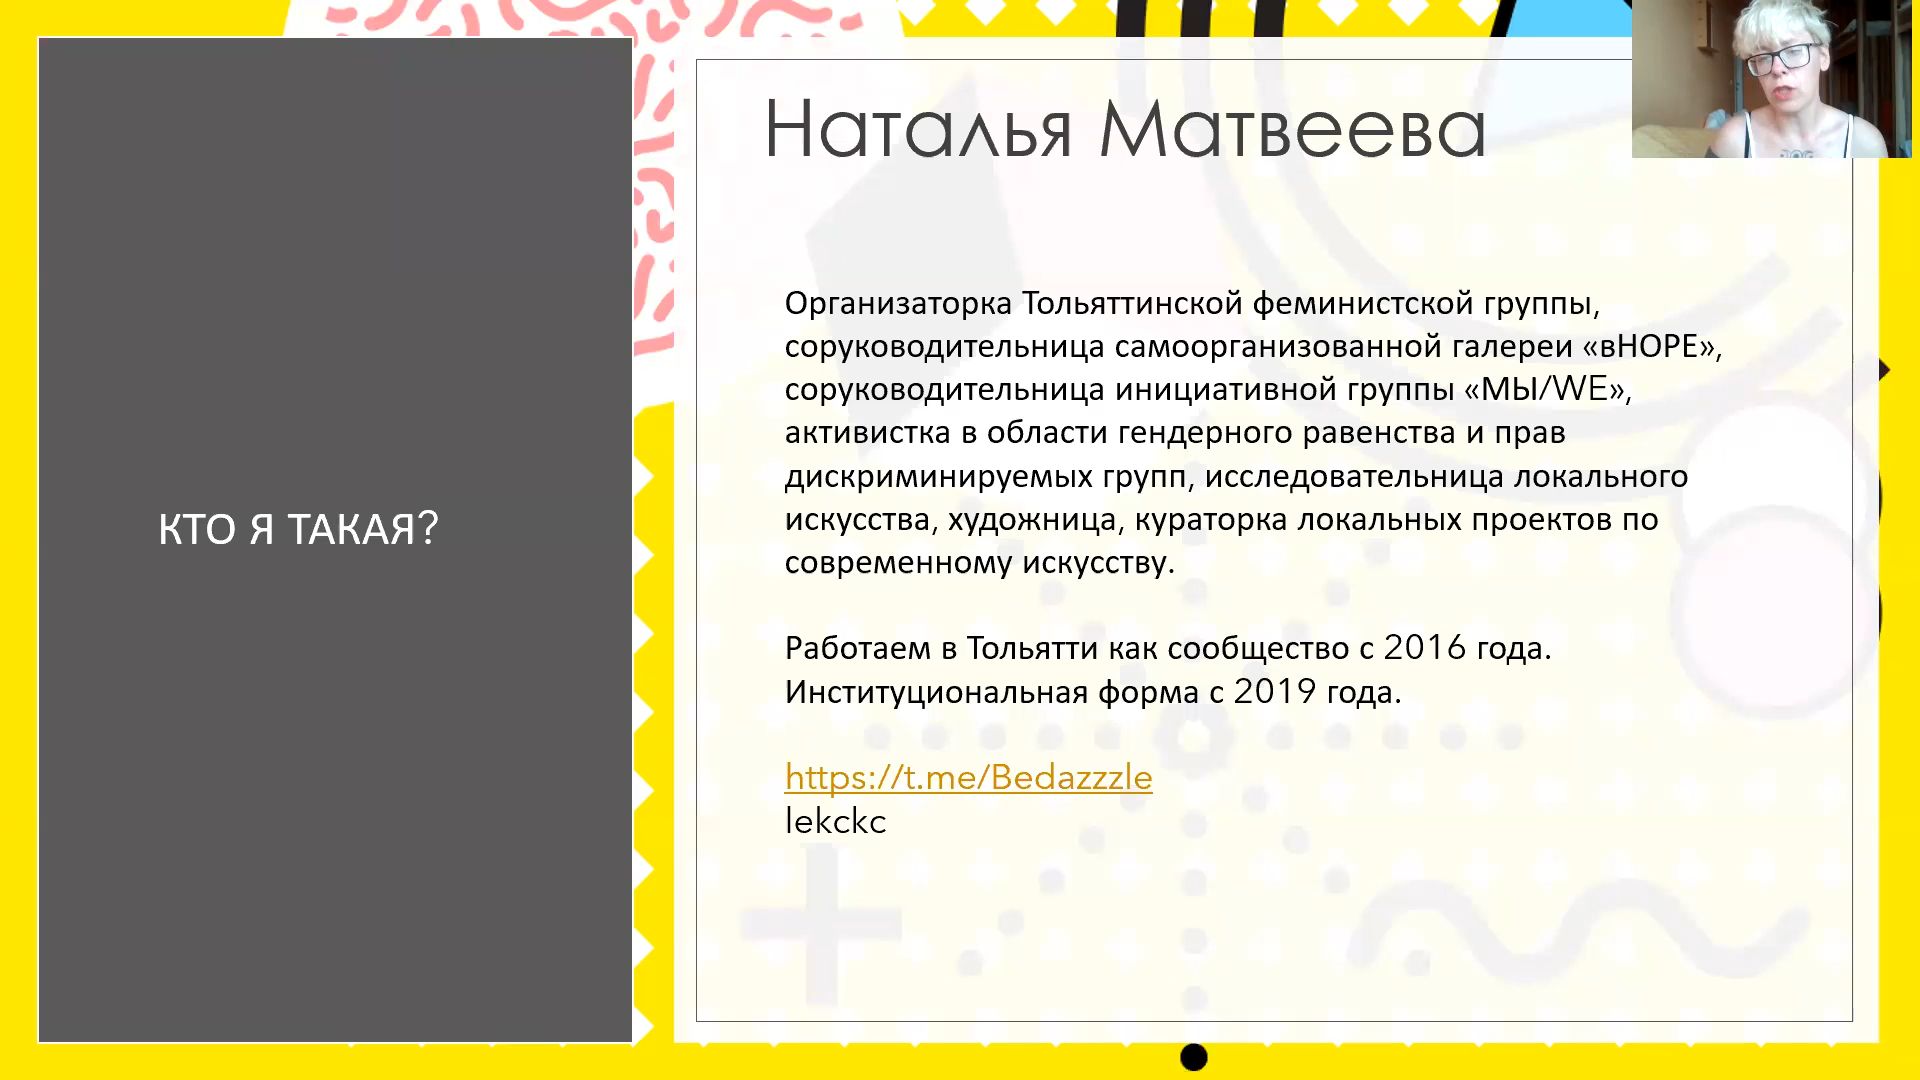 КТО Я ТАКАЯ?
Наталья Матвеева
Организаторка Тольяттинской феминистской группы,
соруководительница самоорганизованной галереи «вНОРЕ»,
соруководительница инициативной группы «МЫ/WE»,
активистка в области гендерного равенства и прав
дискриминируемых групп, исследовательница локального
искусства, художница, кураторка локальных проектов по
современному искусству.
Работаем в Тольятти как сообщество с 2016 года.
Институциональная форма с 2019 года.
https://t.me/Bedazzzle
lekckc